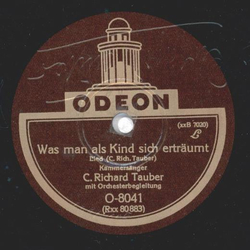 ODEON
(xxB 7020)
Was man als Kind sich erträumt
Lied (C. Rich. Tauber)
Kammersänger
C. Richard Tauber
mit Orchesterbegleitung
O-8041
(Rxx 80883)